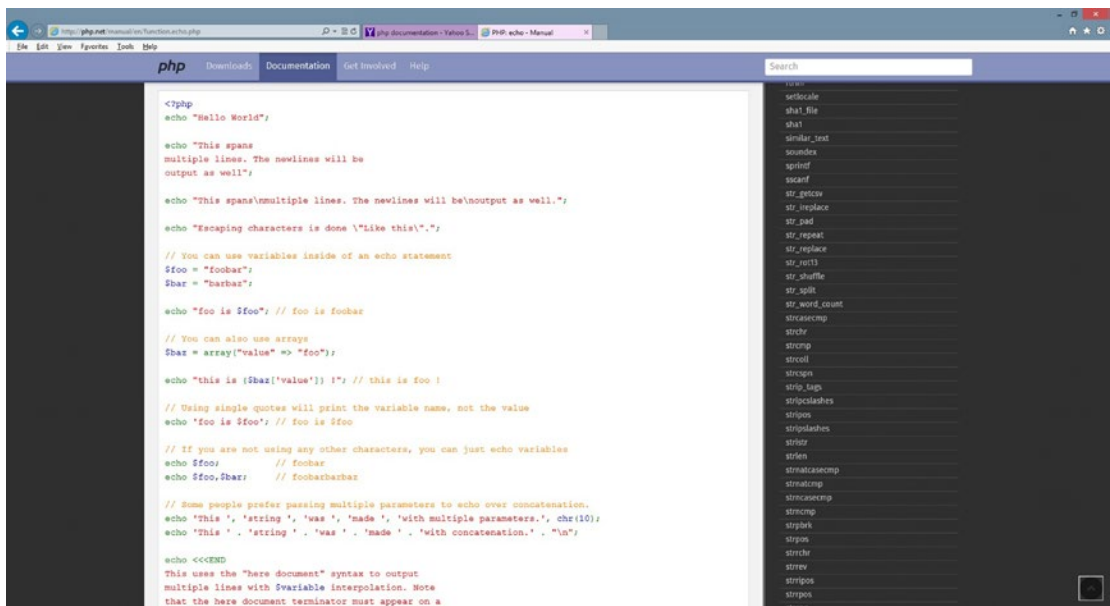 http://php.net/manual/en/function.echo.php
php documentation - Yahoo S...
PHP: echo - Manual
File Edit View Favorites Tools Help
php Downloads Documentation Get Involved Help
Search
<?php
echo "Hello World";
echo "This spans
multiple lines. The newlines will be
output as well";
echo "This spans\nmultiple lines. The newlines will be\noutput as well.";
echo "Escaping characters is done \"Like this\".";
// You can use variables inside of an echo statement
$foo = "foobar";
$bar = "barbaz";
echo "foo is $foo"; // foo is foobar
// You can also use arrays
$baz = array("value" => "foo");
echo "this is {$baz['value']} !"; // this is foo !
// Using single quotes will print the variable name, not the value
echo 'foo is $foo'; // foo is $foo
// If you are not using any other characters, you can just echo variables
echo $foo; // foobar
echo $foo,$bar; // foobarbarbaz
// Some people prefer passing multiple parameters to echo over concatenation.
echo 'This ', 'string ', 'was ', 'made ', 'with multiple parameters.', chr(10);
echo 'This ' . 'string ' . 'was ' . 'made ' . 'with concatenation.' . "\n";
echo <<<END
This uses the "here document" syntax to output
multiple lines with $variable interpolation. Note
that the here document terminator must appear on a
setlocale
sha1_file
sha1
similar_text
soundex
sprintf
sscanf
str_getcsv
str_ireplace
str_pad
str_repeat
str_replace
str_rot13
str_shuffle
str_split
str_word_count
strcasecmp
strchr
strcmp
strcoll
strcspn
strip_tags
stripcslashes
stripos
stripslashes
stristr
strlen
strnatcasecmp
strnatcmp
strncasecmp
strncmp
strpbrk
strpos
strrchr
strrev
strripos
strrpos